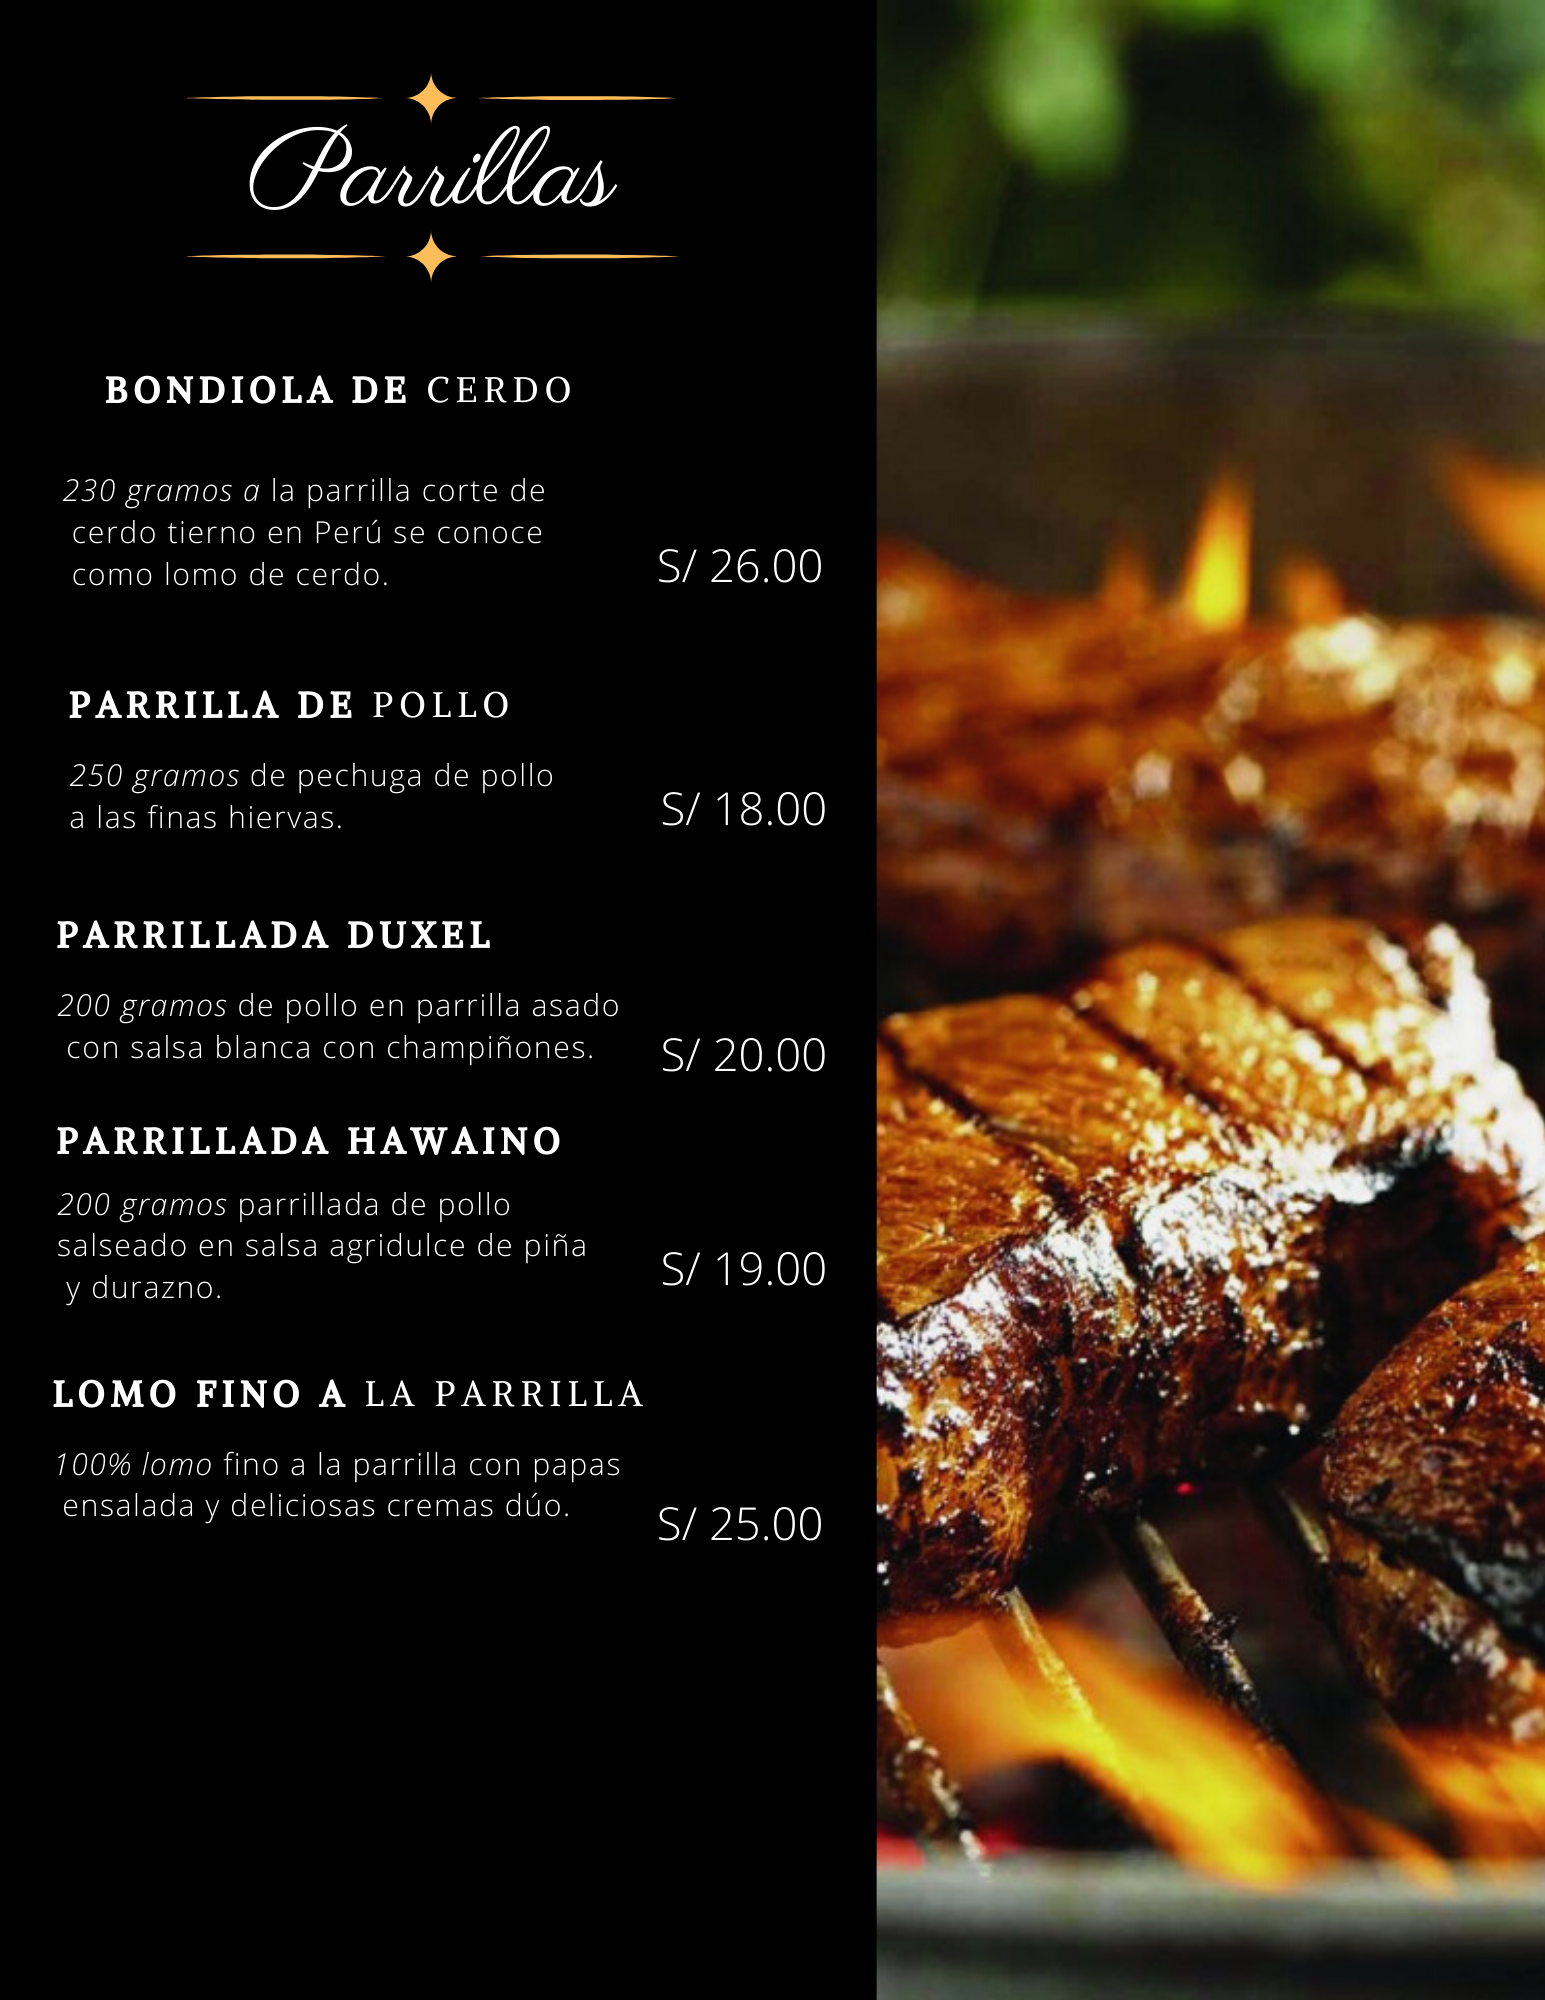 Parrillas
BONDIOLA DE CERDO
230 gramos a la parrilla corte de
cerdo tierno en Perú se conoce
como lomo de cerdo.
S/ 26.00
PARRILLA DE POLLO
250 gramos de pechuga de pollo
a las finas hiervas.
S/ 18.00
PARRILLADA DUXEL
200 gramos de pollo en parrilla asado
con salsa blanca con champiñones.
S/ 20.00
PARRILLADA HAWAINO
200 gramos parrillada de pollo
salseado en salsa agridulce de piña
y durazno.
S/ 19.00
LOMO FINO A LA PARRILLA
100% lomo fino a la parrilla con papas
ensalada y deliciosas cremas dúo.
S/ 25.00